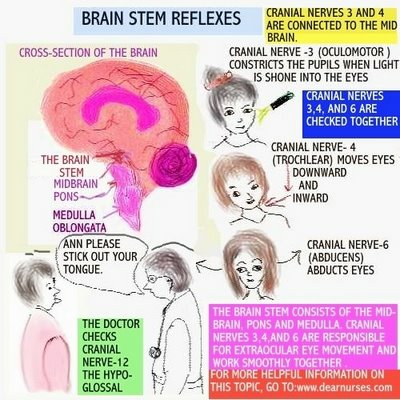 BRAIN STEM REFLEXES
CRANIAL NERVES 3 AND 4
ARE CONNECTED TO THE MID
BRAIN.
CROSS-SECTION OF THE BRAIN
CRANIAL NERVE -3 (OCULOMOTOR )
CONSTRICTS THE PUPILS WHEN LIGHT
IS SHONE INTO THE EYES
CRANIAL NERVES
3,4, AND 6 ARE
CHECKED TOGETHER
CRANIAL NERVE- 4
(TROCHLEAR) MOVES EYES
DOWNWARD
AND
INWARD
THE BRAIN
STEM
MIDBRAIN
PONS
MEDULLA
OBLONGATA
CRANIAL NERVE-6
(ABDUCENS)
ABDUCTS EYES
ANN PLEASE
STICK OUT YOUR
TONGUE.
THE DOCTOR
CHECKS
CRANIAL
NERVE-12
THE HYPO-
GLOSSAL
THE BRAIN STEM CONSISTS OF THE MID-
BRAIN, PONS AND MEDULLA. CRANIAL
NERVES 3,4,AND 6 ARE RESPONSIBLE
FOR EXTRAOCULAR EYE MOVEMENT AND
WORK SMOOTHLY TOGETHER
FOR MORE HELPFUL INFORMATION ON
THIS TOPIC, GO TO:www.dearnurses.com